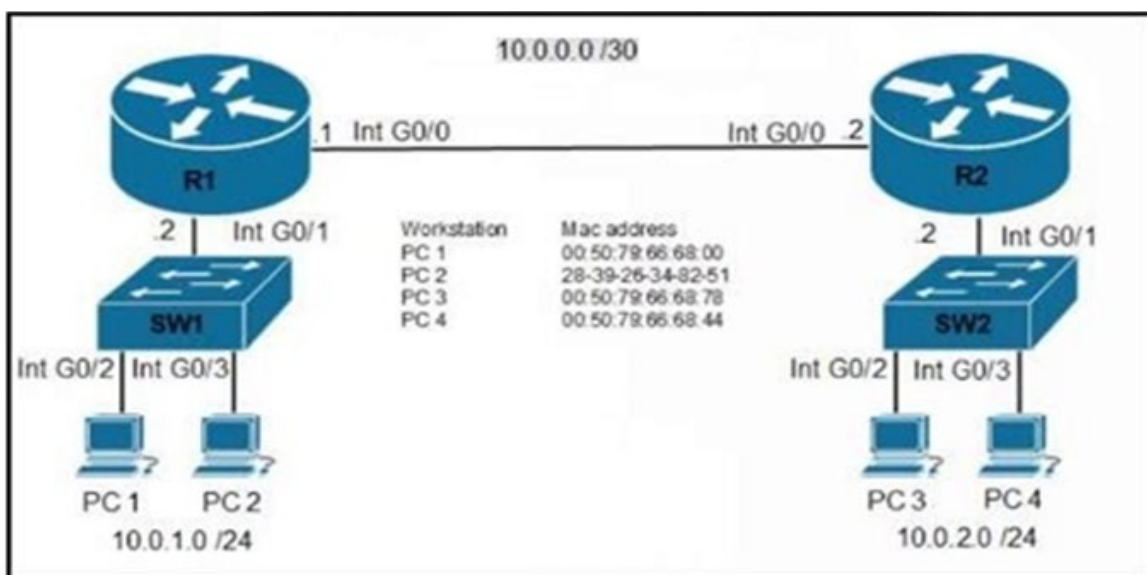 10.0.0.0 /30
.1 Int G0/0 Int G0/0 .2
R1 R2
.2 Int G0/1 .2 Int G0/1
Workstation Mac address
PC 1 00:50:79:66:68:00
PC 2 28-39-26-34-82-51
PC 3 00:50:79:66:68:78
PC 4 00:50:79:66:68:44
SW1 SW2
Int G0/2 Int G0/3 Int G0/2 Int G0/3
PC 1 PC 2 PC 3 PC 4
10.0.1.0 /24 10.0.2.0 /24